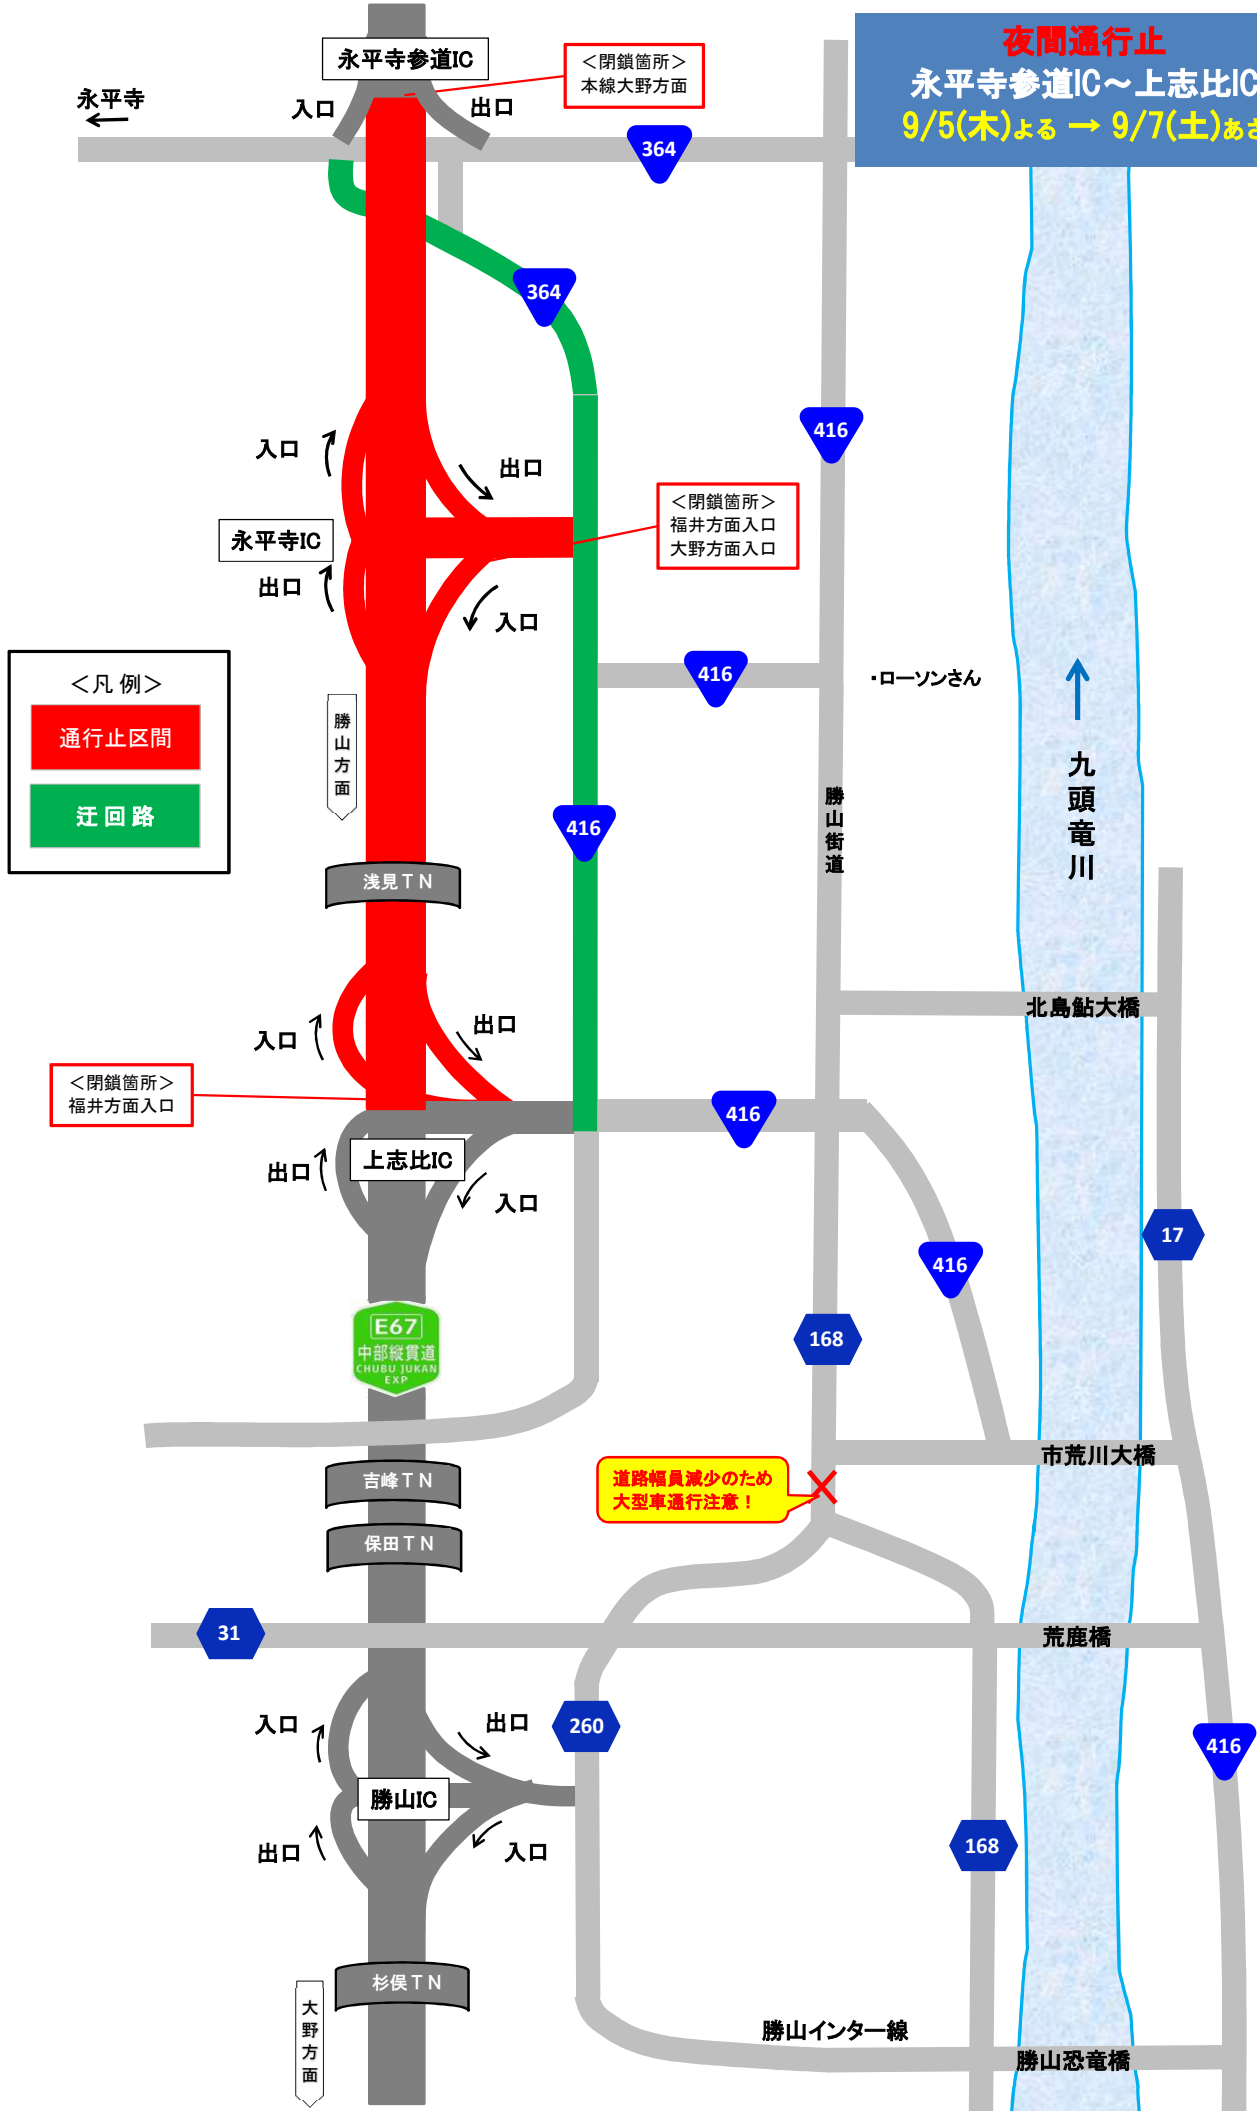 夜間通行止
永平寺参道IC～上志比IC
9/5(木)よる → 9/7(土)あさ
永平寺参道IC
＜閉鎖箇所＞
本線大野方面
永平寺
入口
出口
364
364
416
入口
出口
永平寺IC
＜閉鎖箇所＞
福井方面入口
大野方面入口
出口
入口
＜凡 例＞
通行止区間
迂 回 路
416
・ローソンさん
勝山方面
九頭竜川
勝山街道
416
浅見ＴＮ
北島鮎大橋
入口
出口
＜閉鎖箇所＞
福井方面入口
416
上志比IC
出口
入口
17
416
168
E67
中部縦貫道
CHUBU JUKAN
EXP
市荒川大橋
吉峰ＴＮ
道路幅員減少のため
大型車通行注意！
保田ＴＮ
31
荒鹿橋
入口
出口
260
416
勝山IC
出口
入口
168
杉俣ＴＮ
大野方面
勝山インター線
勝山恐竜橋